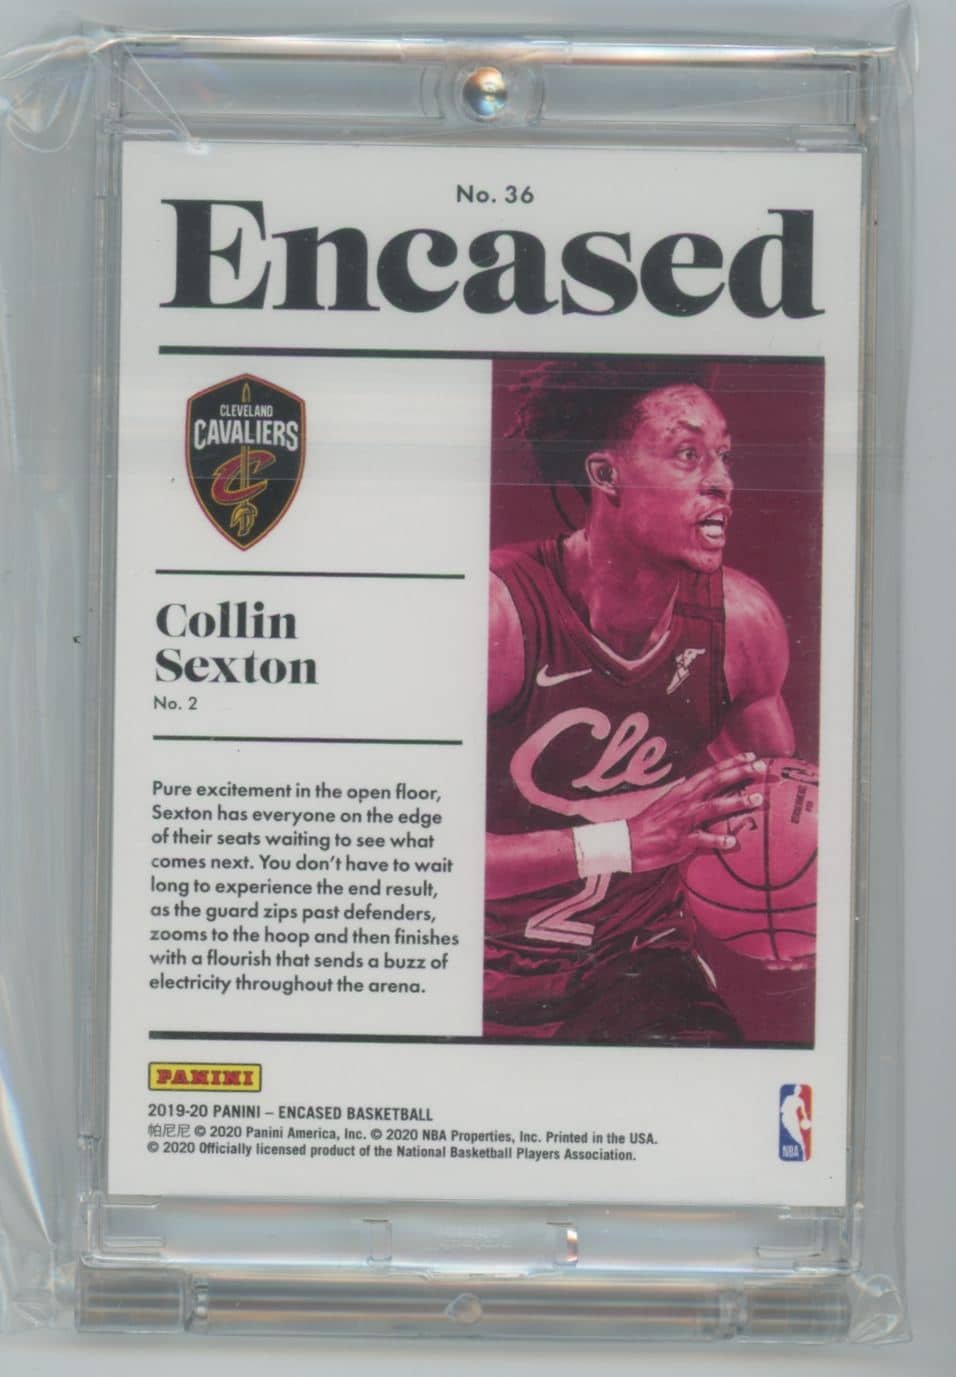 No. 36
Encased
CLEVELAND
CAVALIERS
C
Collin
Sexton
No. 2
Pure excitement in the open floor,
Sexton has everyone on the edge
of their seats waiting to see what
comes next. You don't have to wait
long to experience the end result,
as the guard zips past defenders,
zooms to the hoop and then finishes
with a flourish that sends a buzz of
electricity throughout the arena.
Cle
2
PANINI
2019-20 PANINI – ENCASED BASKETBALL
帕尼尼 © 2020 Panini America, Inc. © 2020 NBA Properties, Inc. Printed in the USA.
© 2020 Officially licensed product of the National Basketball Players Association.
NBA